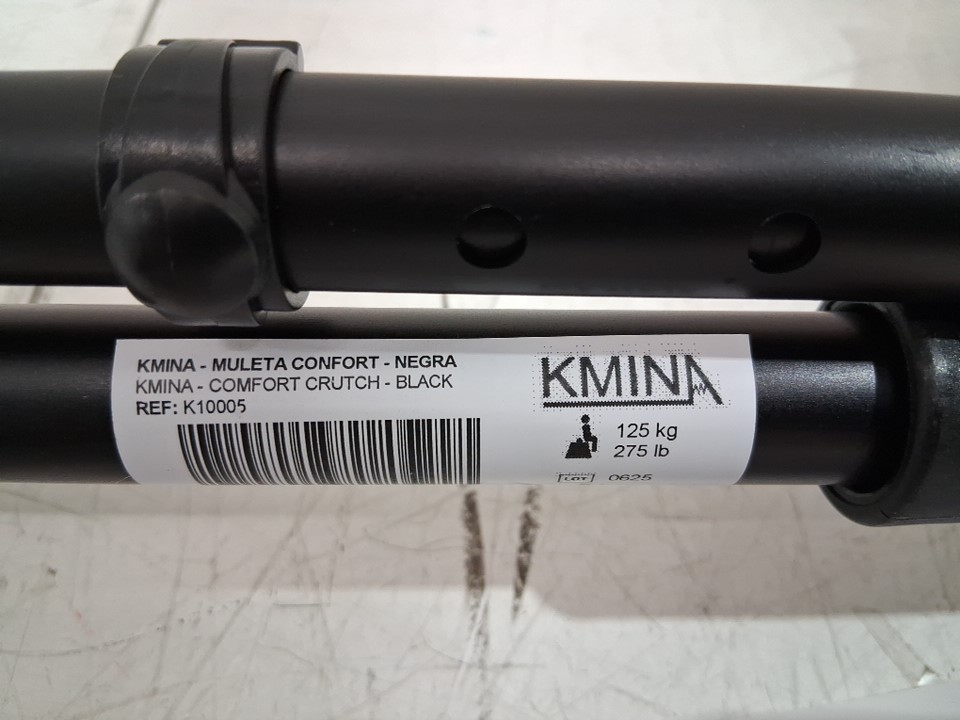 KMINA - MULETA CONFORT - NEGRA
KMINA - COMFORT CRUTCH - BLACK
REF: K10005
KMINA
125 kg
275 lb
LOT 0625